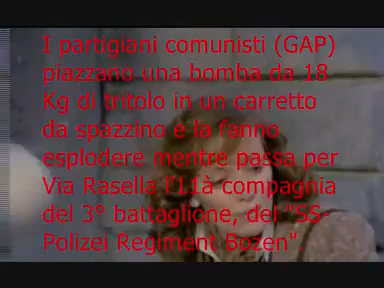 I partigiani comunisti (GAP)
piazzano una bomba da 18
Kg di tritolo in un carretto
da spazzino e la fanno
esplodere mentre passa per
Via Rasella l'11à compagnia
del 3° battaglione, del "SS-
Polizei Regiment Bozen"